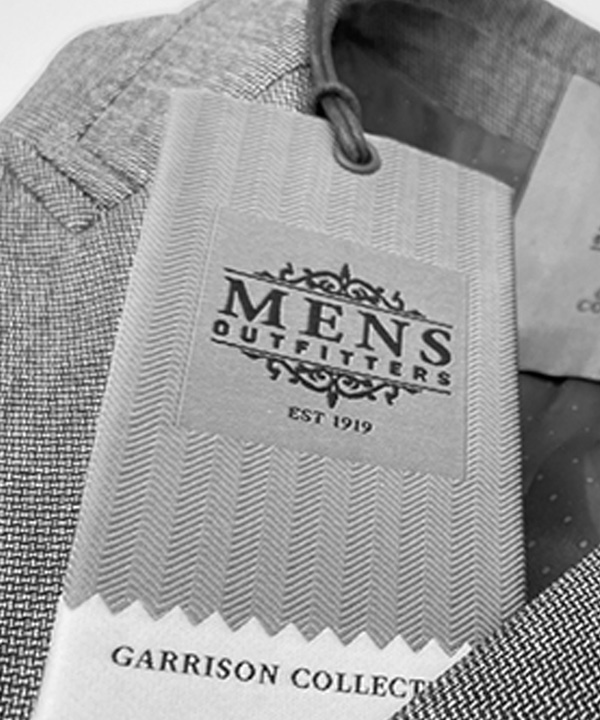 MENS
OUTFITTERS
EST 1919
GARRISON COLLECT